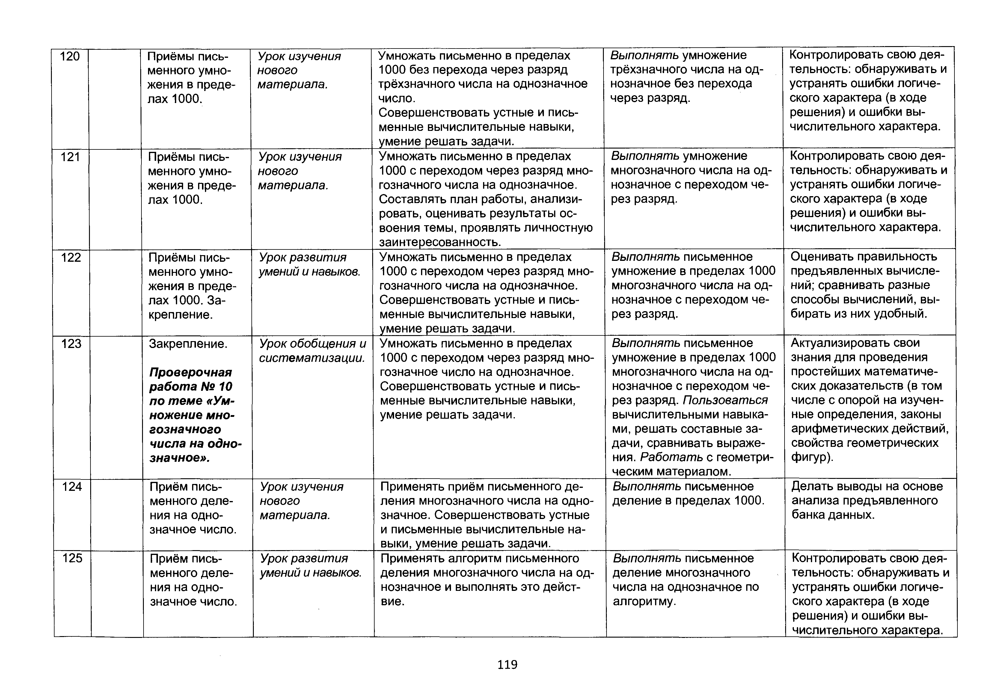 120
Приёмы пись-
менного умно-
жения в преде-
лах 1000.
Урок изучения
нового
материала.
Умножать письменно в пределах
1000 без перехода через разряд
трёхзначного числа на однозначное
число.
Совершенствовать устные и пись-
менные вычислительные навыки,
умение решать задачи.
Выполнять умножение
трёхзначного числа на од-
нозначное без перехода
через разряд.
Контролировать свою дея-
тельность: обнаруживать и
устранять ошибки логиче-
ского характера (в ходе
решения) и ошибки вы-
числительного характера.
121
Приёмы пись-
менного умно-
жения в преде-
лах 1000.
Урок изучения
нового
материала.
Умножать письменно в пределах
1000 с переходом через разряд мно-
гозначного числа на однозначное.
Составлять план работы, анализи-
ровать, оценивать результаты ос-
воения темы, проявлять личностную
заинтересованность.
Выполнять умножение
многозначного числа на од-
нозначное с переходом че-
рез разряд.
Контролировать свою дея-
тельность: обнаруживать и
устранять ошибки логиче-
ского характера (в ходе
решения) и ошибки вы-
числительного характера.
122
Приёмы пись-
менного умно-
жения в преде-
лах 1000. За-
крепление.
Урок развития
умений и навыков.
Умножать письменно в пределах
1000 с переходом через разряд мно-
гозначного числа на однозначное.
Совершенствовать устные и пись-
менные вычислительные навыки,
умение решать задачи.
Выполнять письменное
умножение в пределах 1000
многозначного числа на од-
нозначное с переходом че-
рез разряд.
Оценивать правильность
предъявленных вычисле-
ний; сравнивать разные
способы вычислений, вы-
бирать из них удобный.
123
Закрепление.
Проверочная
работа № 10
по теме «Ум-
ножение мно-
гозначного
числа на одно-
значное».
Урок обобщения и
систематизации.
Умножать письменно в пределах
1000 с переходом через разряд мно-
гозначное число на однозначное.
Совершенствовать устные и пись-
менные вычислительные навыки,
умение решать задачи.
Выполнять письменное
умножение в пределах 1000
многозначного числа на од-
нозначное с переходом че-
рез разряд. Пользоваться
вычислительными навыка-
ми, решать составные за-
дачи, сравнивать выраже-
ния. Работать с геометри-
ческим материалом.
Актуализировать свои
знания для проведения
простейших математиче-
ских доказательств (в том
числе с опорой на изучен-
ные определения, законы
арифметических действий,
свойства геометрических
фигур).
124
Приём пись-
менного деле-
ния на одно-
значное число.
Урок изучения
нового
материала.
Применять приём письменного де-
ления многозначного числа на одно-
значное. Совершенствовать устные
и письменные вычислительные на-
выки, умение решать задачи.
Выполнять письменное
деление в пределах 1000.
Делать выводы на основе
анализа предъявленного
банка данных.
125
Приём пись-
менного деле-
ния на одно-
значное число.
Урок развития
умений и навыков.
Применять алгоритм письменного
деления многозначного числа на од-
нозначное и выполнять это дейст-
вие.
Выполнять письменное
деление многозначного
числа на однозначное по
алгоритму.
Контролировать свою дея-
тельность: обнаруживать и
устранять ошибки логиче-
ского характера (в ходе
решения) и ошибки вы-
числительного характера.
119